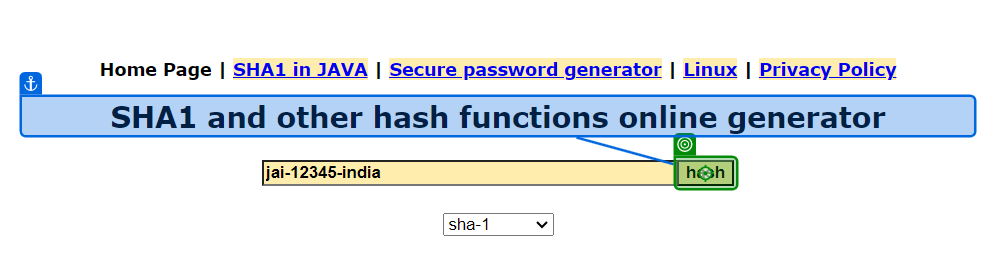 Home Page | SHA1 in JAVA | Secure password generator | Linux | Privacy Policy
SHA1 and other hash functions online generator
jai-12345-india hash
sha-1